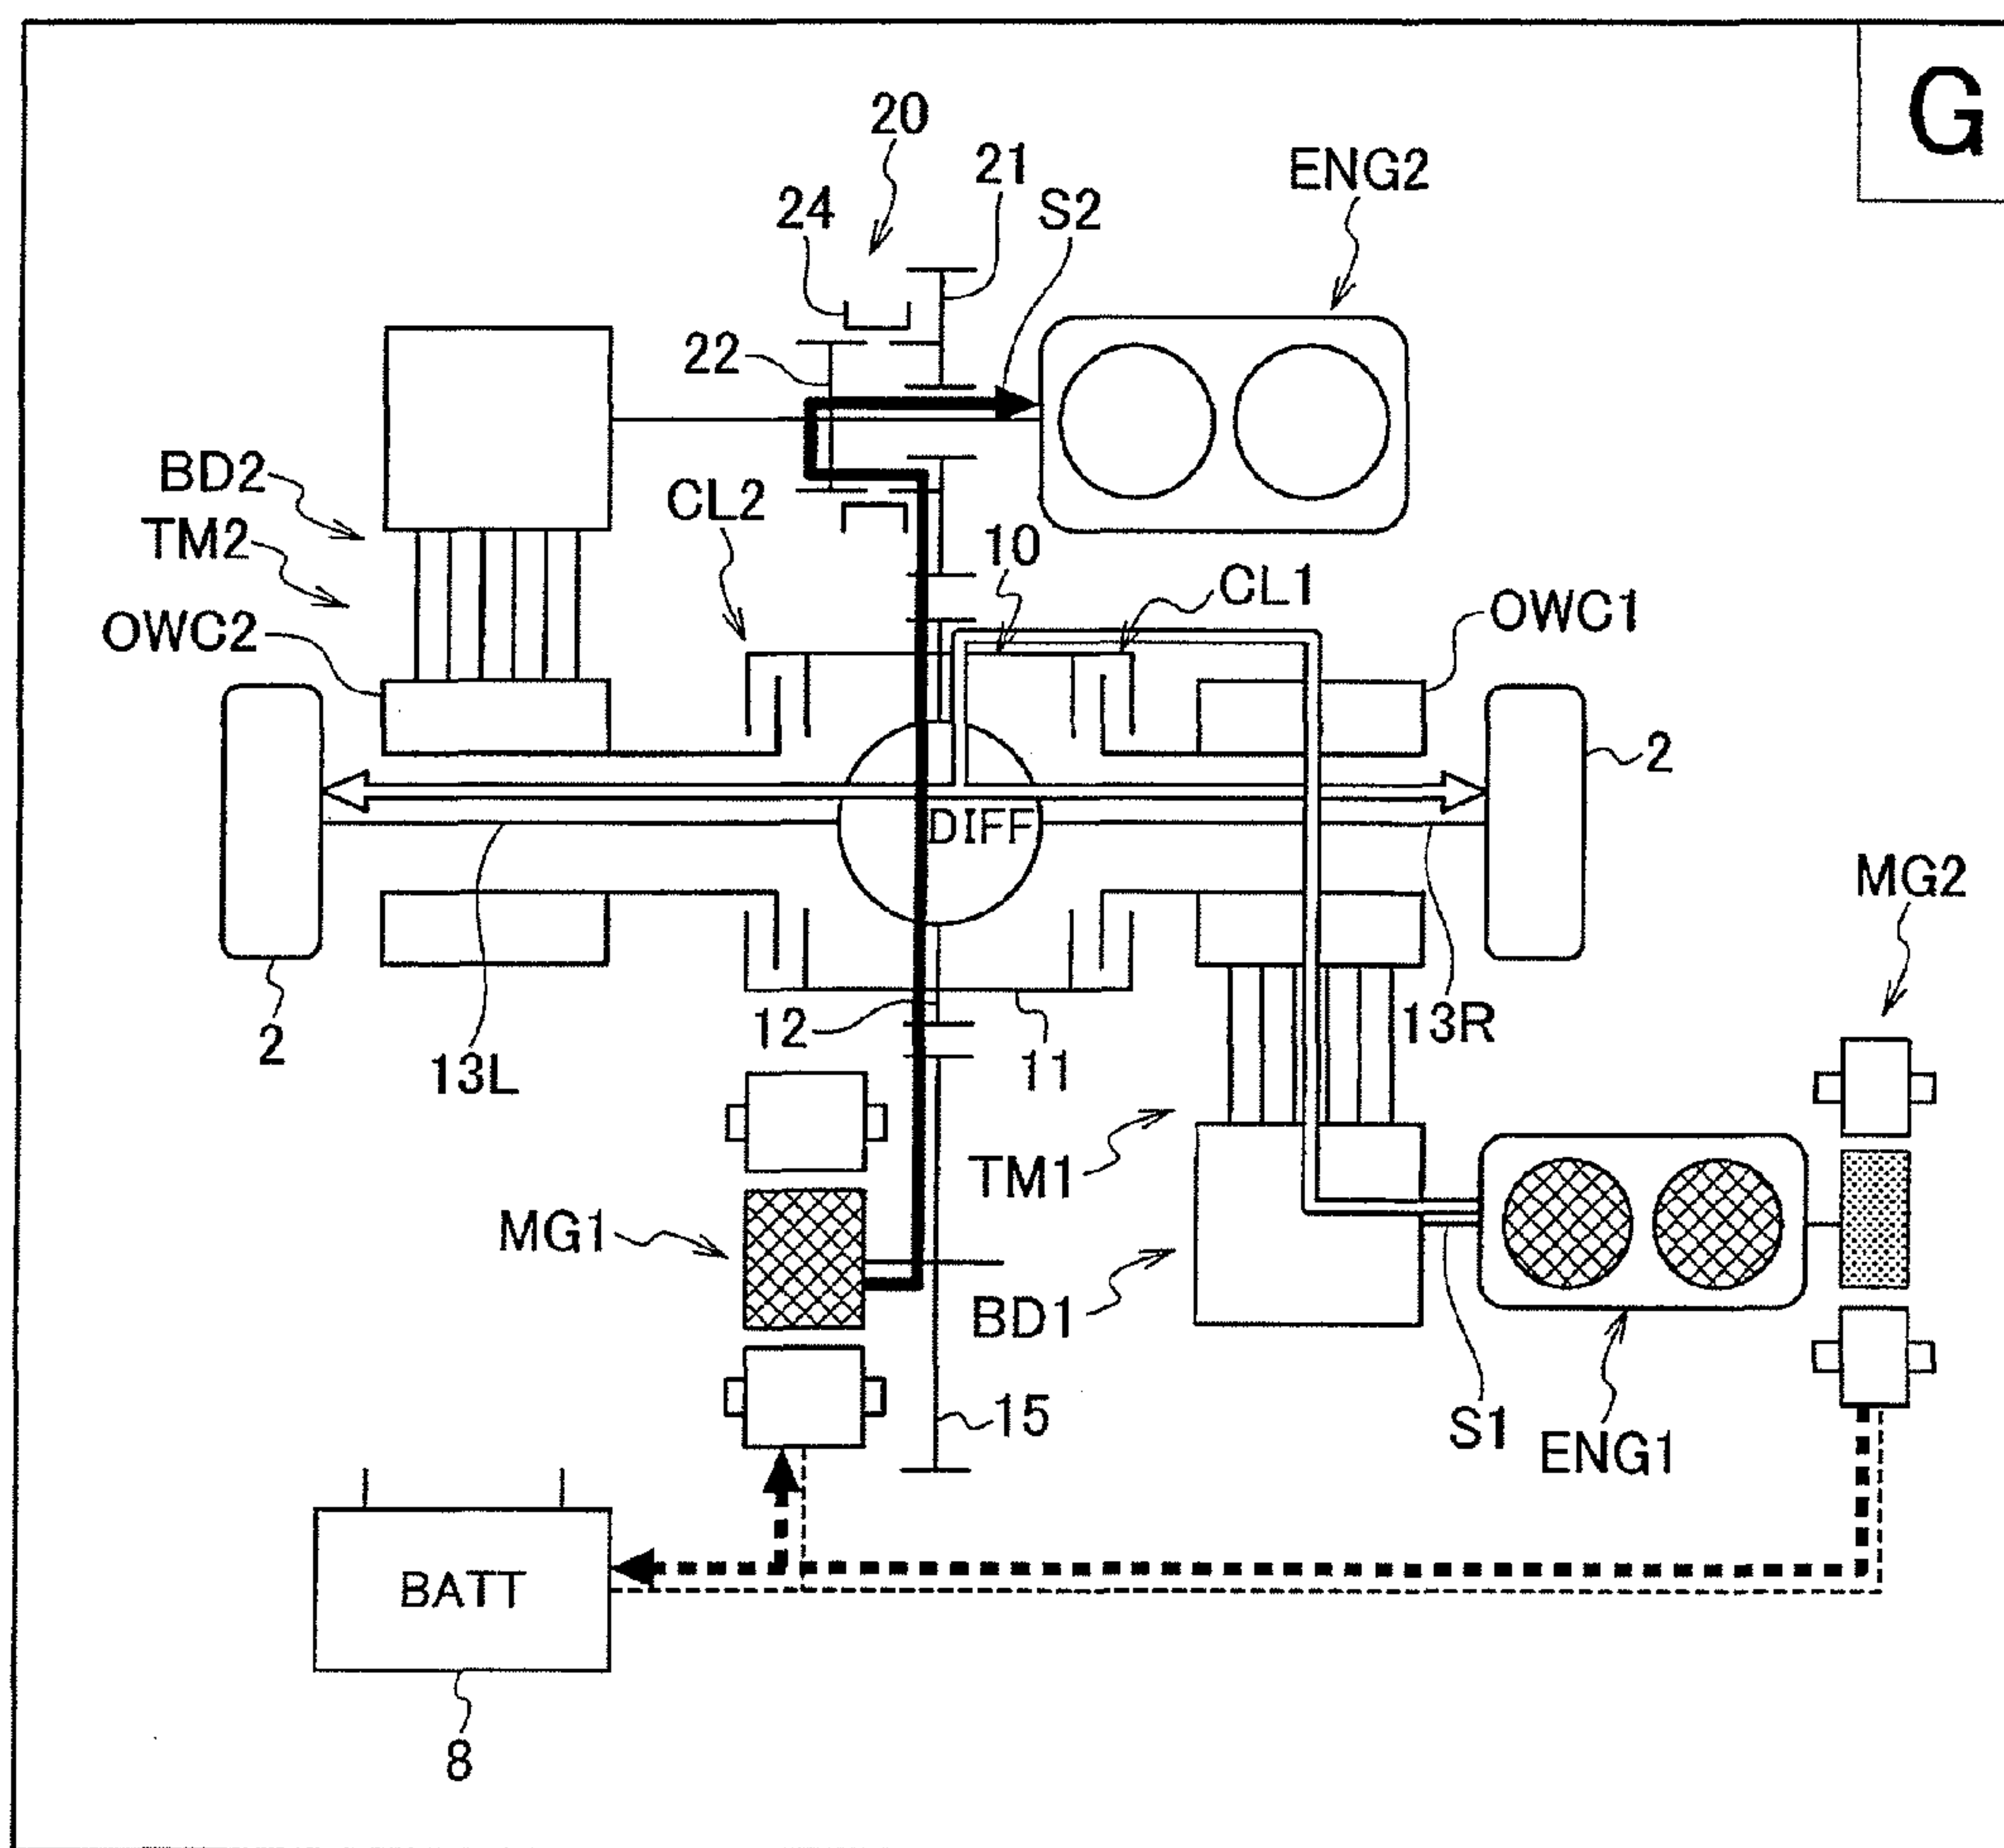 G
20
21
ENG2
24
S2
22
BD2
CL2
TM2
10
CL1
OWC2
OWC1
2
DIFF
MG2
12
13R
2
13L
11
TM1
MG1
BD1
15
S1
ENG1
BATT
8